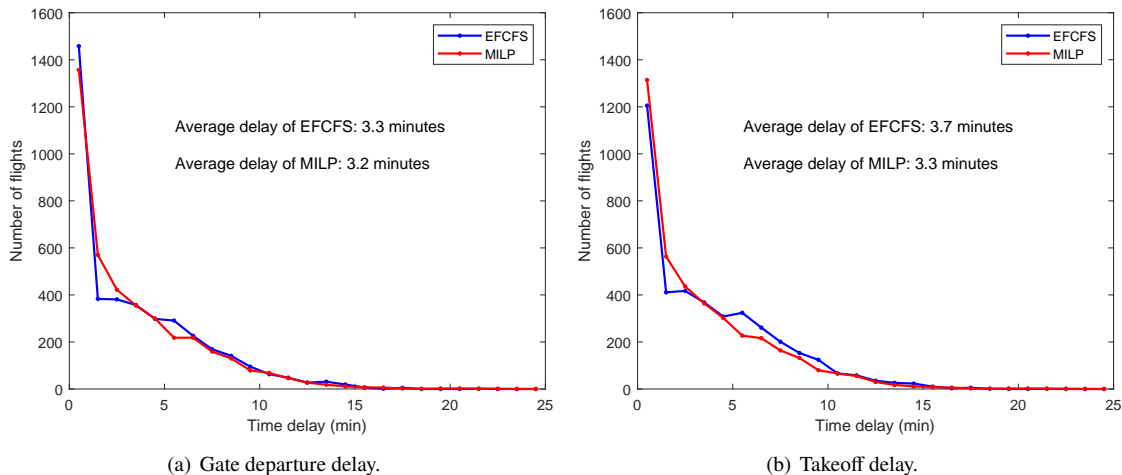 1600
1400
1200
1000
800
600
400
200
0
Number of flights
EFCFS
MILP
Average delay of EFCFS: 3.3 minutes
Average delay of MILP: 3.2 minutes
0 5 10 15 20 25
Time delay (min)
(a) Gate departure delay.
1600
1400
1200
1000
800
600
400
200
0
Number of flights
EFCFS
MILP
Average delay of EFCFS: 3.7 minutes
Average delay of MILP: 3.3 minutes
0 5 10 15 20 25
Time delay (min)
(b) Takeoff delay.